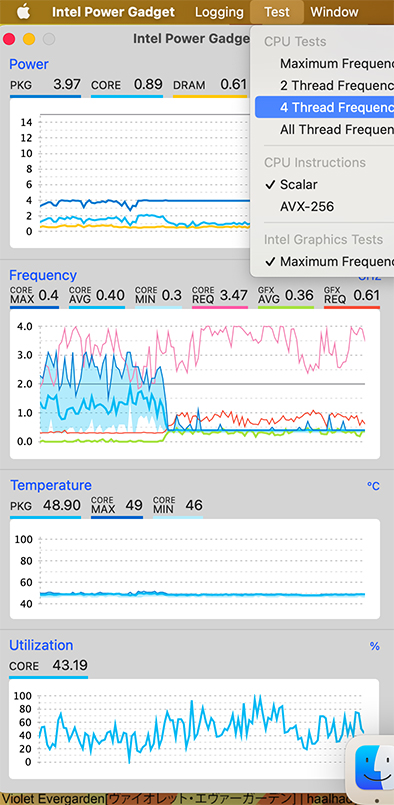 Intel Power Gadget Logging Test Window
Intel Power Gadge
CPU Tests
Maximum Frequenc
2 Thread Frequenc
4 Thread Frequenc
All Thread Frequen
CPU Instructions
✓ Scalar
AVX-256
Intel Graphics Tests
✓ Maximum Frequenc
Power
PKG 3.97 CORE 0.89 DRAM 0.61
14
12
10
8
6
4
2
0
Frequency GHz
CORE MAX 0.4 CORE AVG 0.40 CORE MIN 0.3 CORE REQ 3.47 GFX AVG 0.36 GFX REQ 0.61
4.0
3.0
2.0
1.0
0.0
Temperature °C
PKG 48.90 CORE MAX 49 CORE MIN 46
100
80
60
40
Utilization %
CORE 43.19
100
80
60
40
20
0
Violet Evergarden[ヴァイオレット・エヴァーガーデン] | haalha